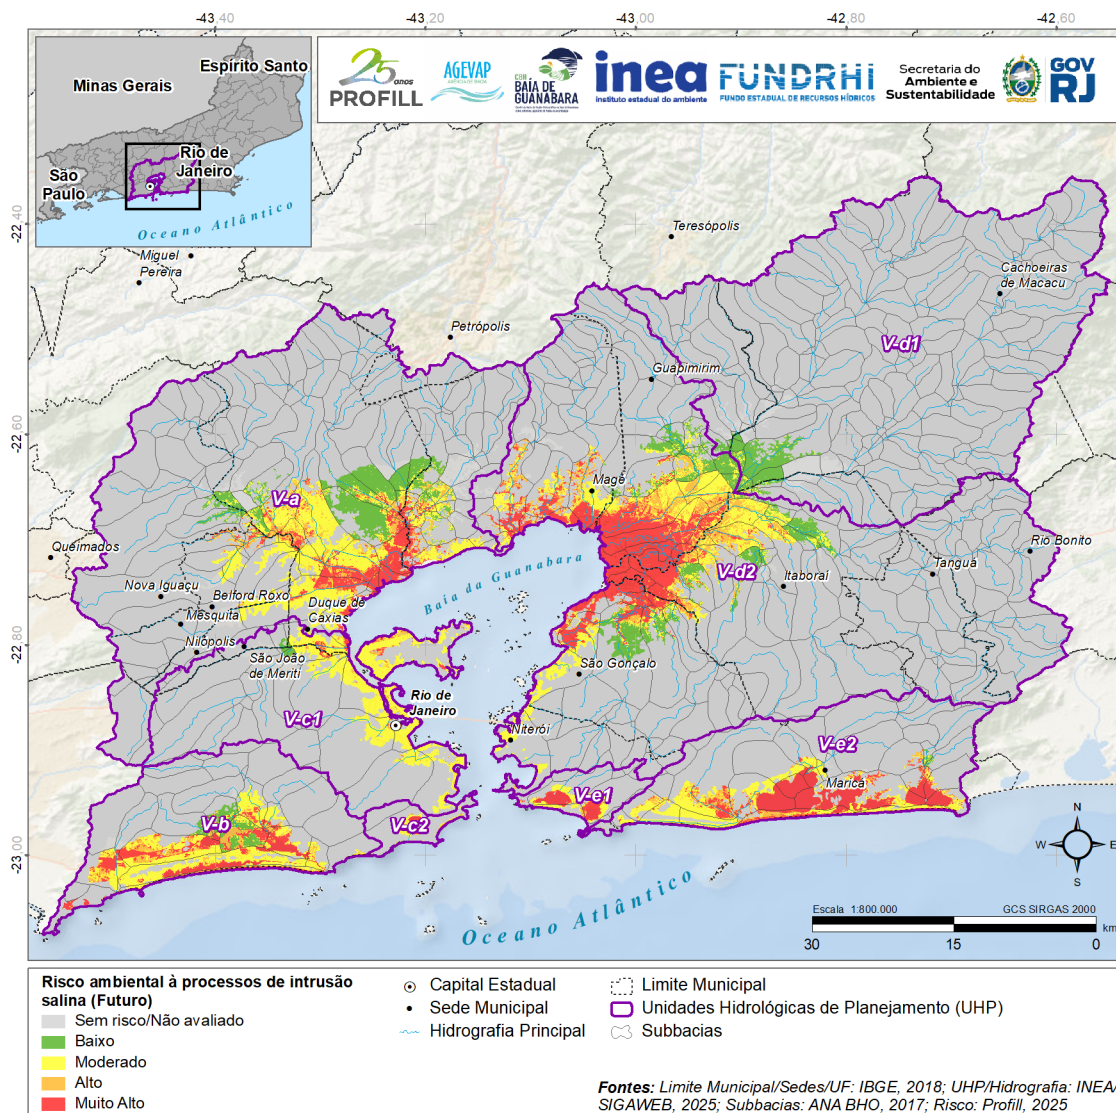 -43,40
-43,20
-43,00
-42,80
-42,60
Espírito Santo
Minas Gerais
Rio de
Janeiro
São
Paulo
Oceano Atlântico
25 anos
PROFILL
AGEVAP
CBH
BAÍA DE
GUANABARA
inea
instituto estadual do ambiente
FUNDRHI
FUNDO ESTADUAL DE RECURSOS HÍDRICOS
Secretaria do
Ambiente e
Sustentabilidade
GOV
RJ
-22,40
-22,60
-22,80
-23,00
Miguel
Pereira
Teresópolis
Cachoeiras
de Macacu
Petrópolis
V-d1
Guapimirim
Magé
V-a
Queimados
Rio Bonito
Baia da Guanabara
V-d2
Itaboraí
Tanguá
Nova Iguaçu
Belford Roxo
Mesquita
Duque de
Caxias
Nilópolis
São João
de Meriti
São Gonçalo
Rio de
Janeiro
V-c1
Niterói
V-e2
Maricá
V-e1
V-b
V-c2
Oceano Atlântico
N
W
E
S
Escala 1:800.000
GCS SIRGAS 2000
km
30
15
0
Risco ambiental à processos de intrusão
salina (Futuro)
Sem risco/Não avaliado
Baixo
Moderado
Alto
Muito Alto
Capital Estadual
Sede Municipal
Hidrografia Principal
Limite Municipal
Unidades Hidrológicas de Planejamento (UHP)
Subbacias
Fontes: Limite Municipal/Sedes/UF: IBGE, 2018; UHP/Hidrografia: INEA/
SIGAWEB, 2025; Subbacias: ANA BHO, 2017; Risco: Profill, 2025